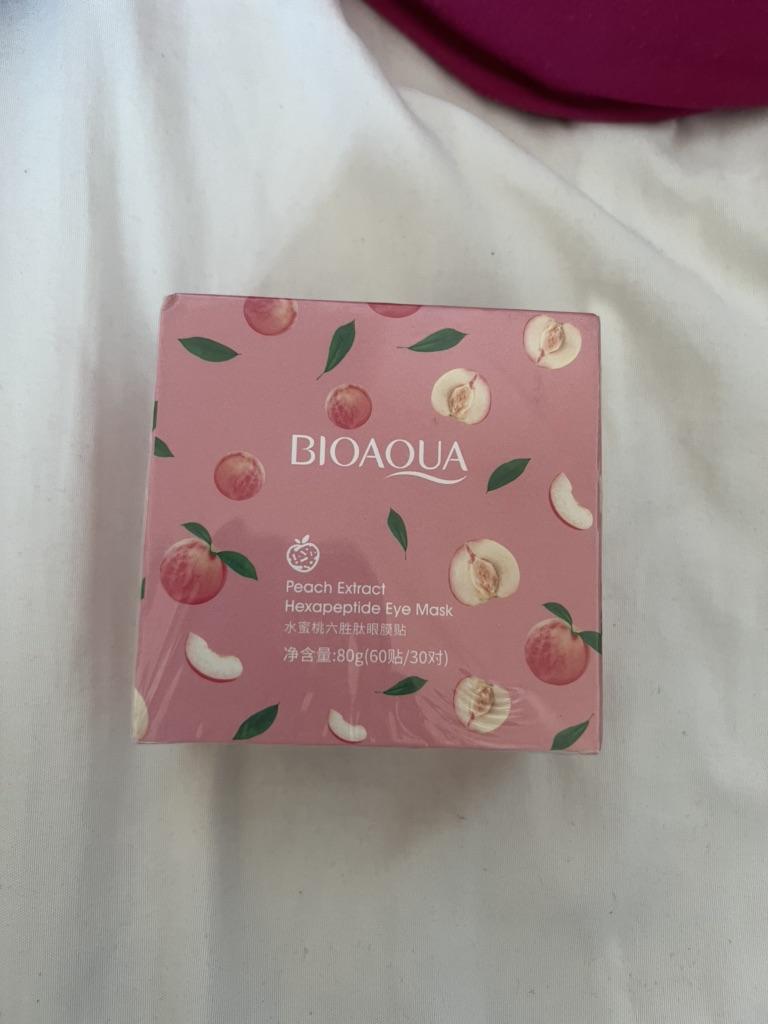 BIOAQUA
Peach Extract
Hexapeptide Eye Mask
水蜜桃六胜肽眼膜贴
净含量:80g(60贴/30对)